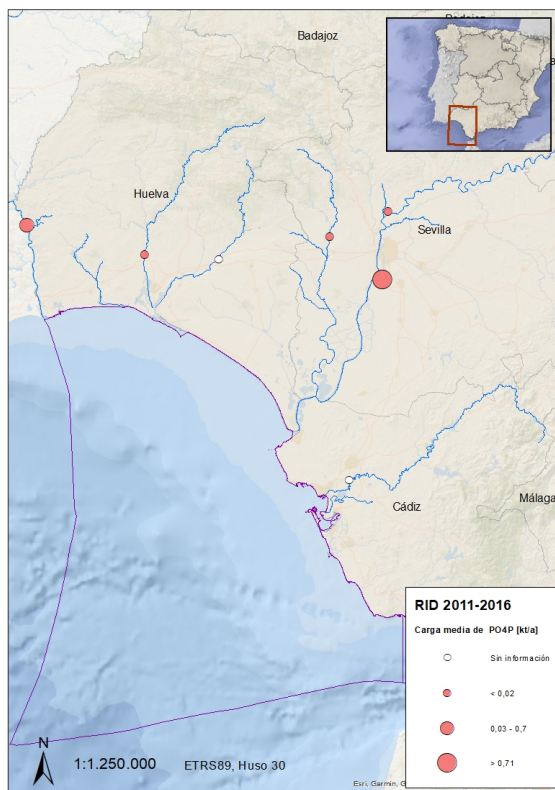 Badajoz
Huelva
Sevilla
Cádiz
Málaga
RID 2011-2016
Carga media de PO4P [kt/a]
Sin información
< 0,02
0,03 - 0,7
> 0,71
N
1:1.250.000 ETRS89, Huso 30
Esri, Garmin, G